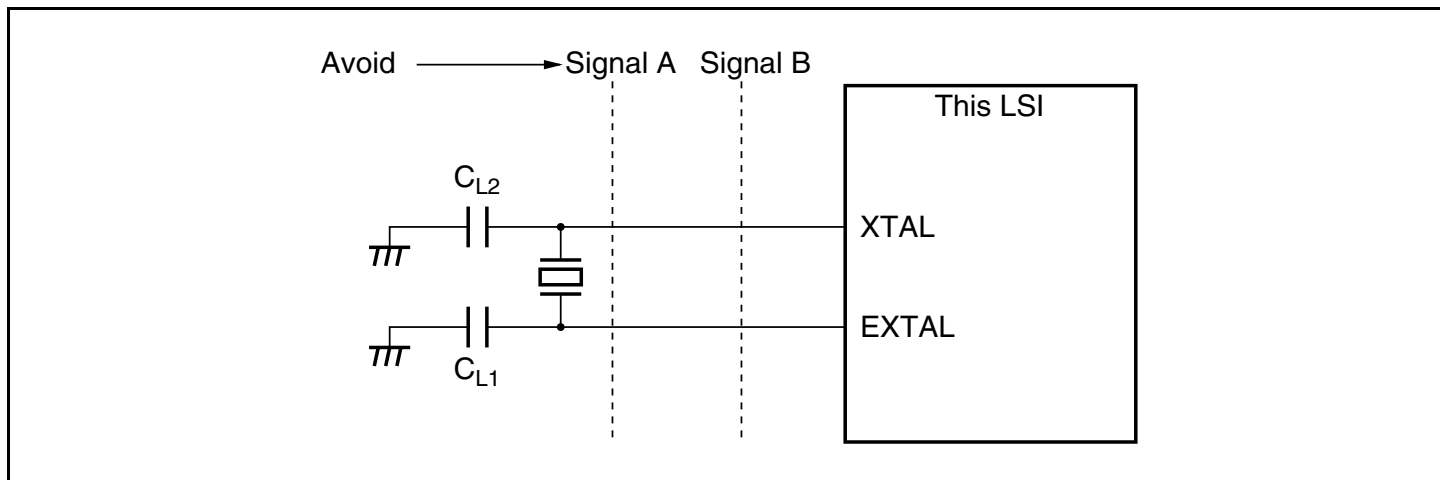 Avoid Signal A Signal B
This LSI
CL2
XTAL
EXTAL
CL1